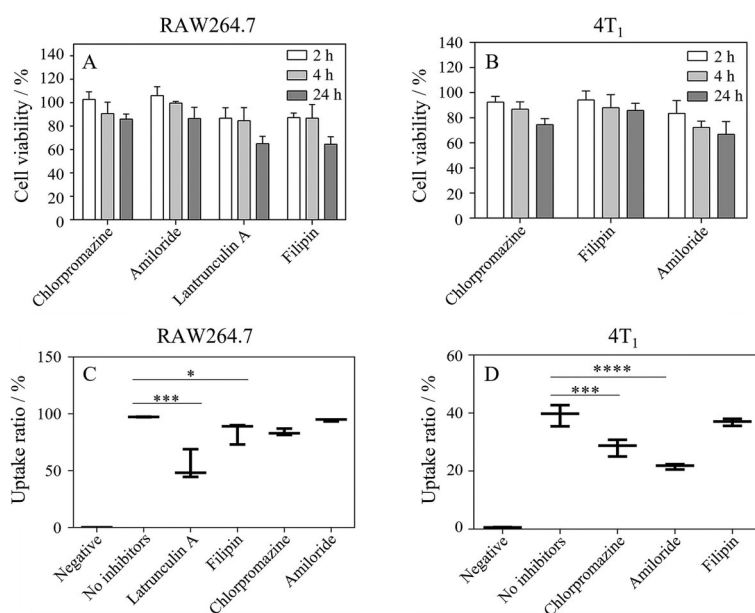 RAW264.7
A
2 h
4 h
24 h
Cell viability / %
140
120
100
80
60
40
20
0
Chlorpromazine
Amiloride
Lantrunculin A
Filipin
4T1
B
2 h
4 h
24 h
Cell viability / %
140
120
100
80
60
40
20
0
Chlorpromazine
Filipin
Amiloride
RAW264.7
C
*
***
Uptake ratio / %
150
100
50
0
Negative
No inhibitors
Latrunculin A
Filipin
Chlorpromazine
Amiloride
4T1
D
****
***
Uptake ratio / %
60
40
20
0
Negative
No inhibitors
Chlorpromazine
Amiloride
Filipin